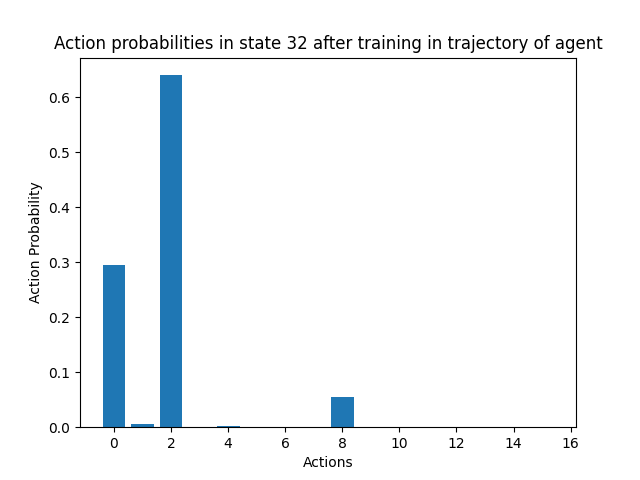 Action probabilities in state 32 after training in trajectory of agent
0.6
0.5
0.4
0.3
0.2
0.1
0.0
Action Probability
0 2 4 6 8 10 12 14 16
Actions